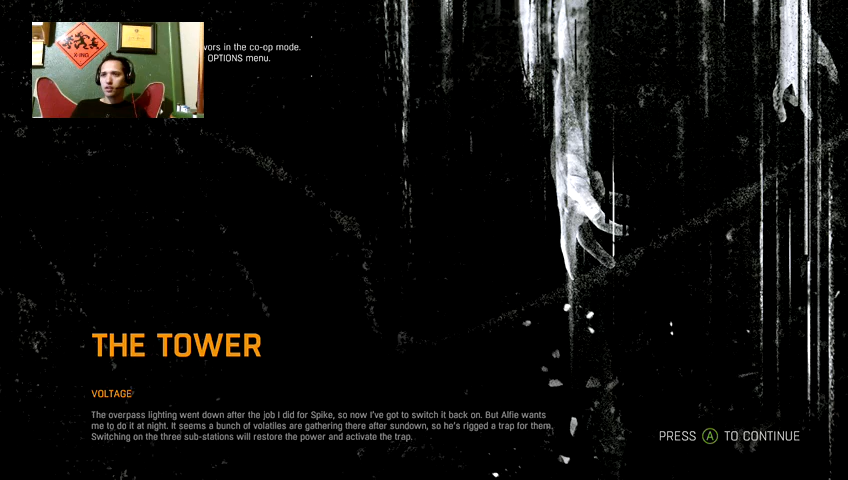 X-ING
vors in the co-op mode.
OPTIONS menu.
THE TOWER
VOLTAGE
The overpass lighting went down after the job I did for Spike, so now I've got to switch it back on. But Alfie wants
me to do it at night. It seems a bunch of volatiles are gathering there after sundown, so he's rigged a trap for them.
Switching on the three sub-stations will restore the power and activate the trap.
PRESS A TO CONTINUE